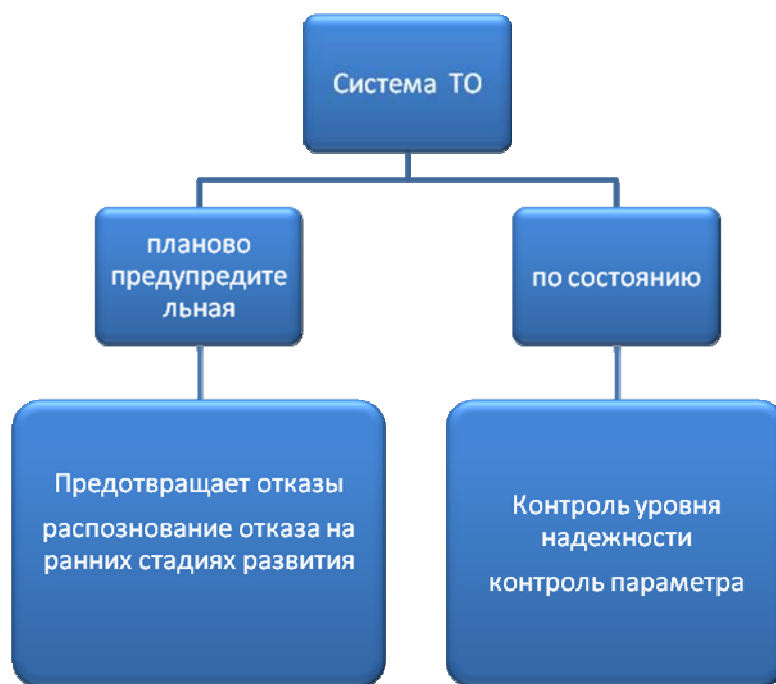 Система ТО
планово
предупредите
льная
по состоянию
Предотвращает отказы
распознование отказа на
ранних стадиях развития
Контроль уровня
надежности
контроль параметра